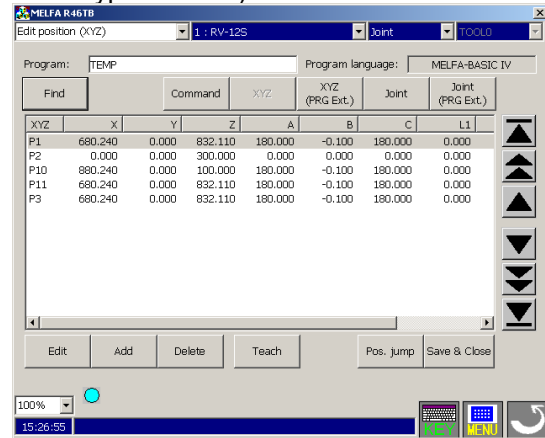 MELFA R46TB
Edit position (XYZ) 1 : RV-12S Joint TOOL0
Program: TEMP Program language: MELFA-BASIC IV
Find Command XYZ XYZ (PRG Ext.) Joint Joint (PRG Ext.)
XYZ X Y Z A B C L1
P1 680.240 0.000 832.110 180.000 -0.100 180.000 0.000
P2 0.000 0.000 300.000 0.000 0.000 0.000 0.000
P10 880.240 0.000 100.000 180.000 -0.100 180.000 0.000
P11 680.240 0.000 832.110 180.000 -0.100 180.000 0.000
P3 680.240 0.000 832.110 180.000 -0.100 180.000 0.000
Edit Add Delete Teach Pos. jump Save & Close
100%
15:26:55 KEY MENU